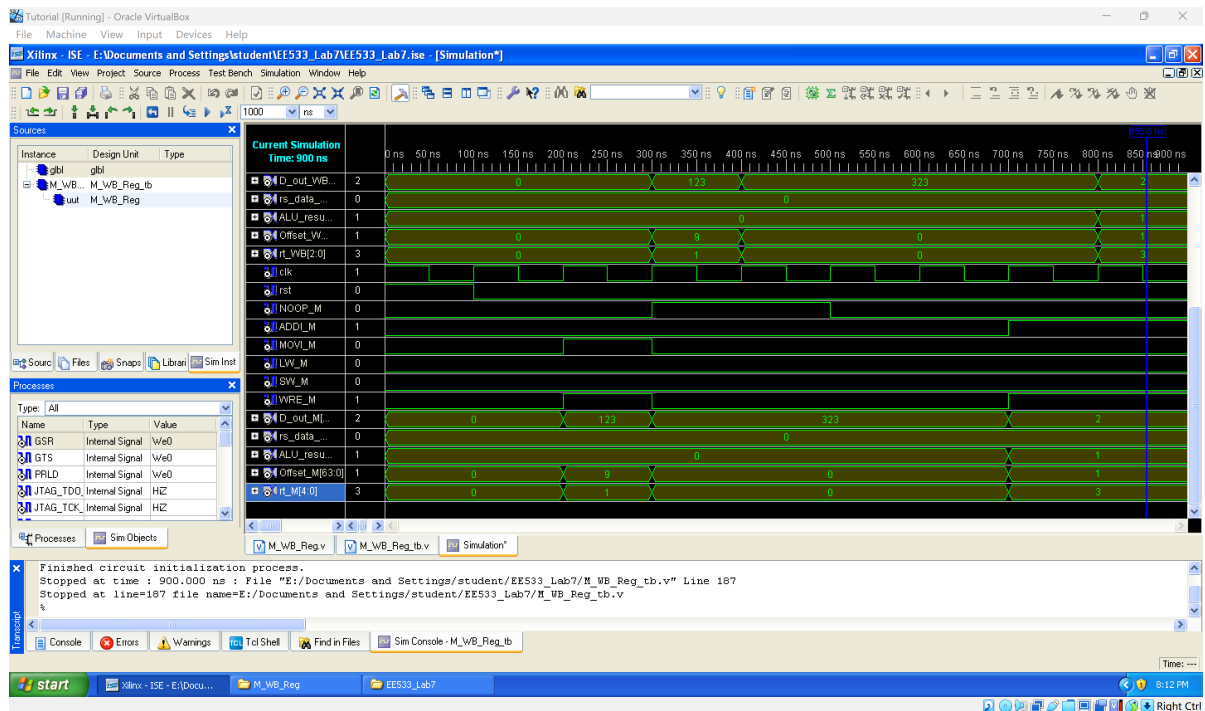 Tutorial [Running] - Oracle VirtualBox
File Machine View Input Devices Help
Xilinx - ISE - E:\Documents and Settings\student\EE533_Lab7\EE533_Lab7.ise - [Simulation*]
File Edit View Project Source Process Test Bench Simulation Window Help
1000 ns
Sources
Instance Design Unit Type
glbl glbl
M_WB... M_WB_Reg_tb
uut M_WB_Reg
Sourc Files Snaps Librari Sim Inst
Processes
Type: All
Name Type Value
GSR Internal Signal We0
GTS Internal Signal We0
PRLD Internal Signal We0
JTAG_TDO_ Internal Signal HiZ
JTAG_TCK_ Internal Signal HiZ
Processes Sim Objects
Current Simulation
Time: 900 ns
0 ns 50 ns 100 ns 150 ns 200 ns 250 ns 300 ns 350 ns 400 ns 450 ns 500 ns 550 ns 600 ns 650 ns 700 ns 750 ns 800 ns 850 ns 900 ns
D_out_WB... 2 0 123 323 2
rs_data_... 0 0
ALU_resu... 1 0 1
Offset_W... 1 0 9 0 1
rt_WB[2:0] 3 0 1 0 3
clk 1
rst 0
NOOP_M 0
ADDI_M 1
MOVI_M 0
LW_M 0
SW_M 0
WRE_M 1
D_out_M[... 2 0 123 323 2
rs_data_... 0 0
ALU_resu... 1 0 1
Offset_M[63:0] 1 0 9 0 1
rt_M[4:0] 3 0 1 0 3
M_WB_Reg.v M_WB_Reg_tb.v Simulation*
Finished circuit initialization process.
Stopped at time : 900.000 ns : File "E:/Documents and Settings/student/EE533_Lab7/M_WB_Reg_tb.v" Line 187
Stopped at line=187 file name=E:/Documents and Settings/student/EE533_Lab7/M_WB_Reg_tb.v
%
Transcript
Console Errors Warnings TCL Tcl Shell Find in Files Sim Console - M_WB_Reg_tb
Time: ---
start Xilinx - ISE - E:\Docu... M_WB_Reg EE533_Lab7 8:12 PM
Right Ctrl